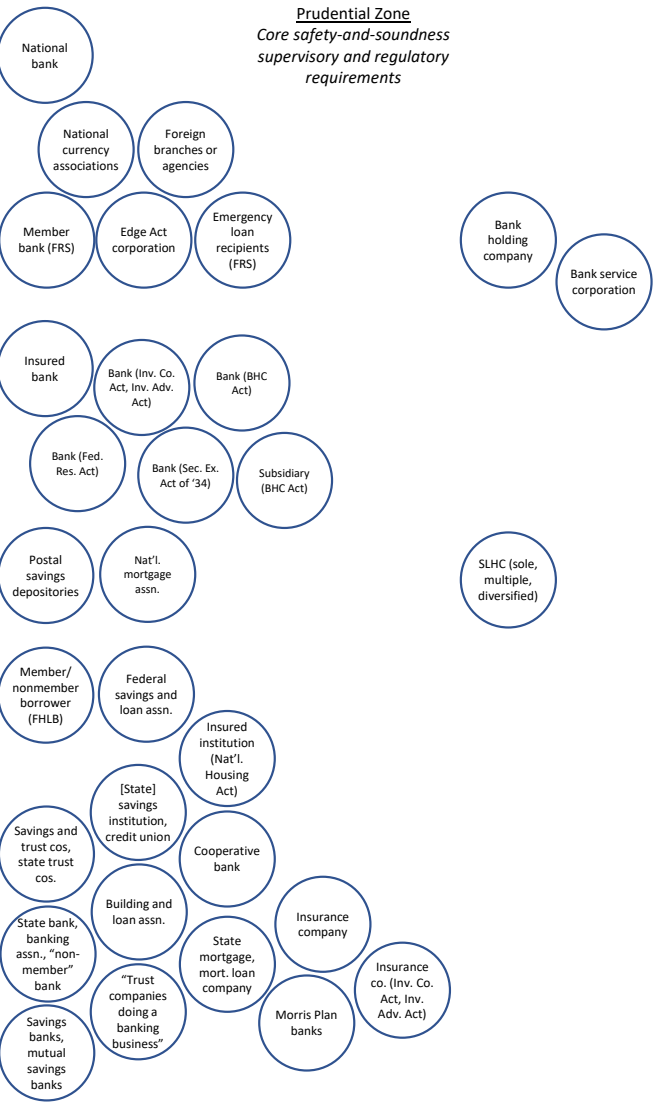 Prudential Zone
Core safety-and-soundness
supervisory and regulatory
requirements
National
bank
National
currency
associations
Foreign
branches or
agencies
Member
bank (FRS)
Edge Act
corporation
Emergency
loan
recipients
(FRS)
Bank
holding
company
Bank service
corporation
Insured
bank
Bank (Inv. Co.
Act, Inv. Adv.
Act)
Bank (BHC
Act)
Bank (Fed.
Res. Act)
Bank (Sec. Ex.
Act of ‘34)
Subsidiary
(BHC Act)
Postal
savings
depositories
Nat’l.
mortgage
assn.
SLHC (sole,
multiple,
diversified)
Member/
nonmember
borrower
(FHLB)
Federal
savings and
loan assn.
Insured
institution
(Nat’l.
Housing
Act)
[State]
savings
institution,
credit union
Savings and
trust cos,
state trust
cos.
Cooperative
bank
Building and
loan assn.
Insurance
company
State bank,
banking
assn., “non-
member”
bank
State
mortgage,
mort. loan
company
Insurance
co. (Inv. Co.
Act, Inv.
Adv. Act)
“Trust
companies
doing a
banking
business”
Morris Plan
banks
Savings
banks,
mutual
savings
banks